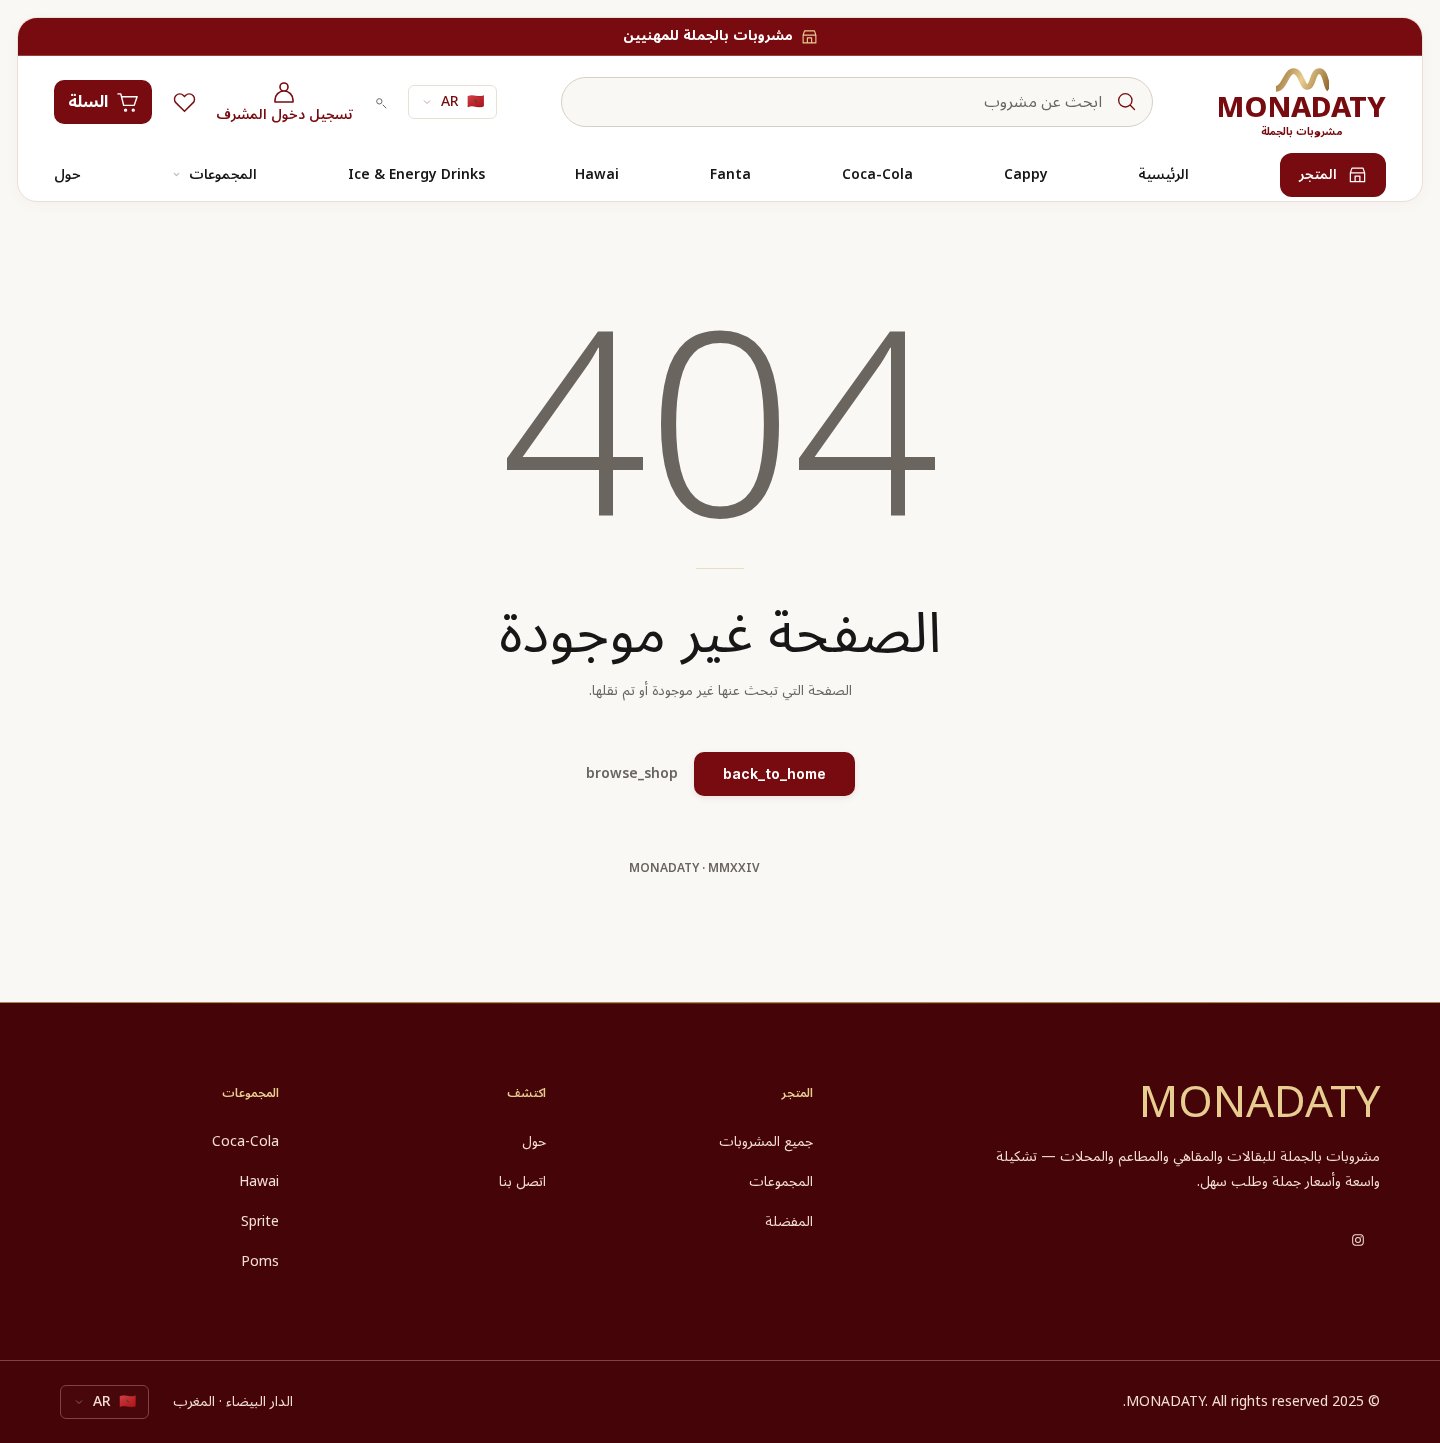 مشروبات بالجملة للمهنيين
MONADATY
مشروبات بالجملة
ابحث عن مشروب
AR
تسجيل دخول المشرف
السلة
المتجر
الرئيسية
Cappy
Coca-Cola
Fanta
Hawai
Ice & Energy Drinks
المجموعات
حول
404
الصفحة غير موجودة
الصفحة التي تبحث عنها غير موجودة أو تم نقلها.
back_to_home
browse_shop
MONADATY · MMXXIV
MONADATY
مشروبات بالجملة للبقالات والمقاهي والمطاعم والمحلات — تشكيلة
واسعة وأسعار جملة وطلب سهل.
المتجر
جميع المشروبات
المجموعات
المفضلة
اكتشف
حول
اتصل بنا
المجموعات
Coca-Cola
Hawai
Sprite
Poms
© 2025 MONADATY. All rights reserved.
الدار البيضاء · المغرب
AR